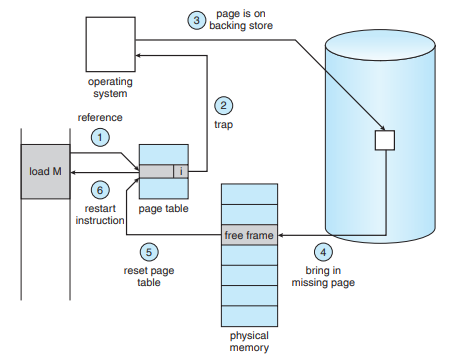 3
page is on
backing store
operating
system
2
trap
reference
1
load M
i
6
restart
instruction
page table
free frame
5
reset page
table
4
bring in
missing page
physical
memory